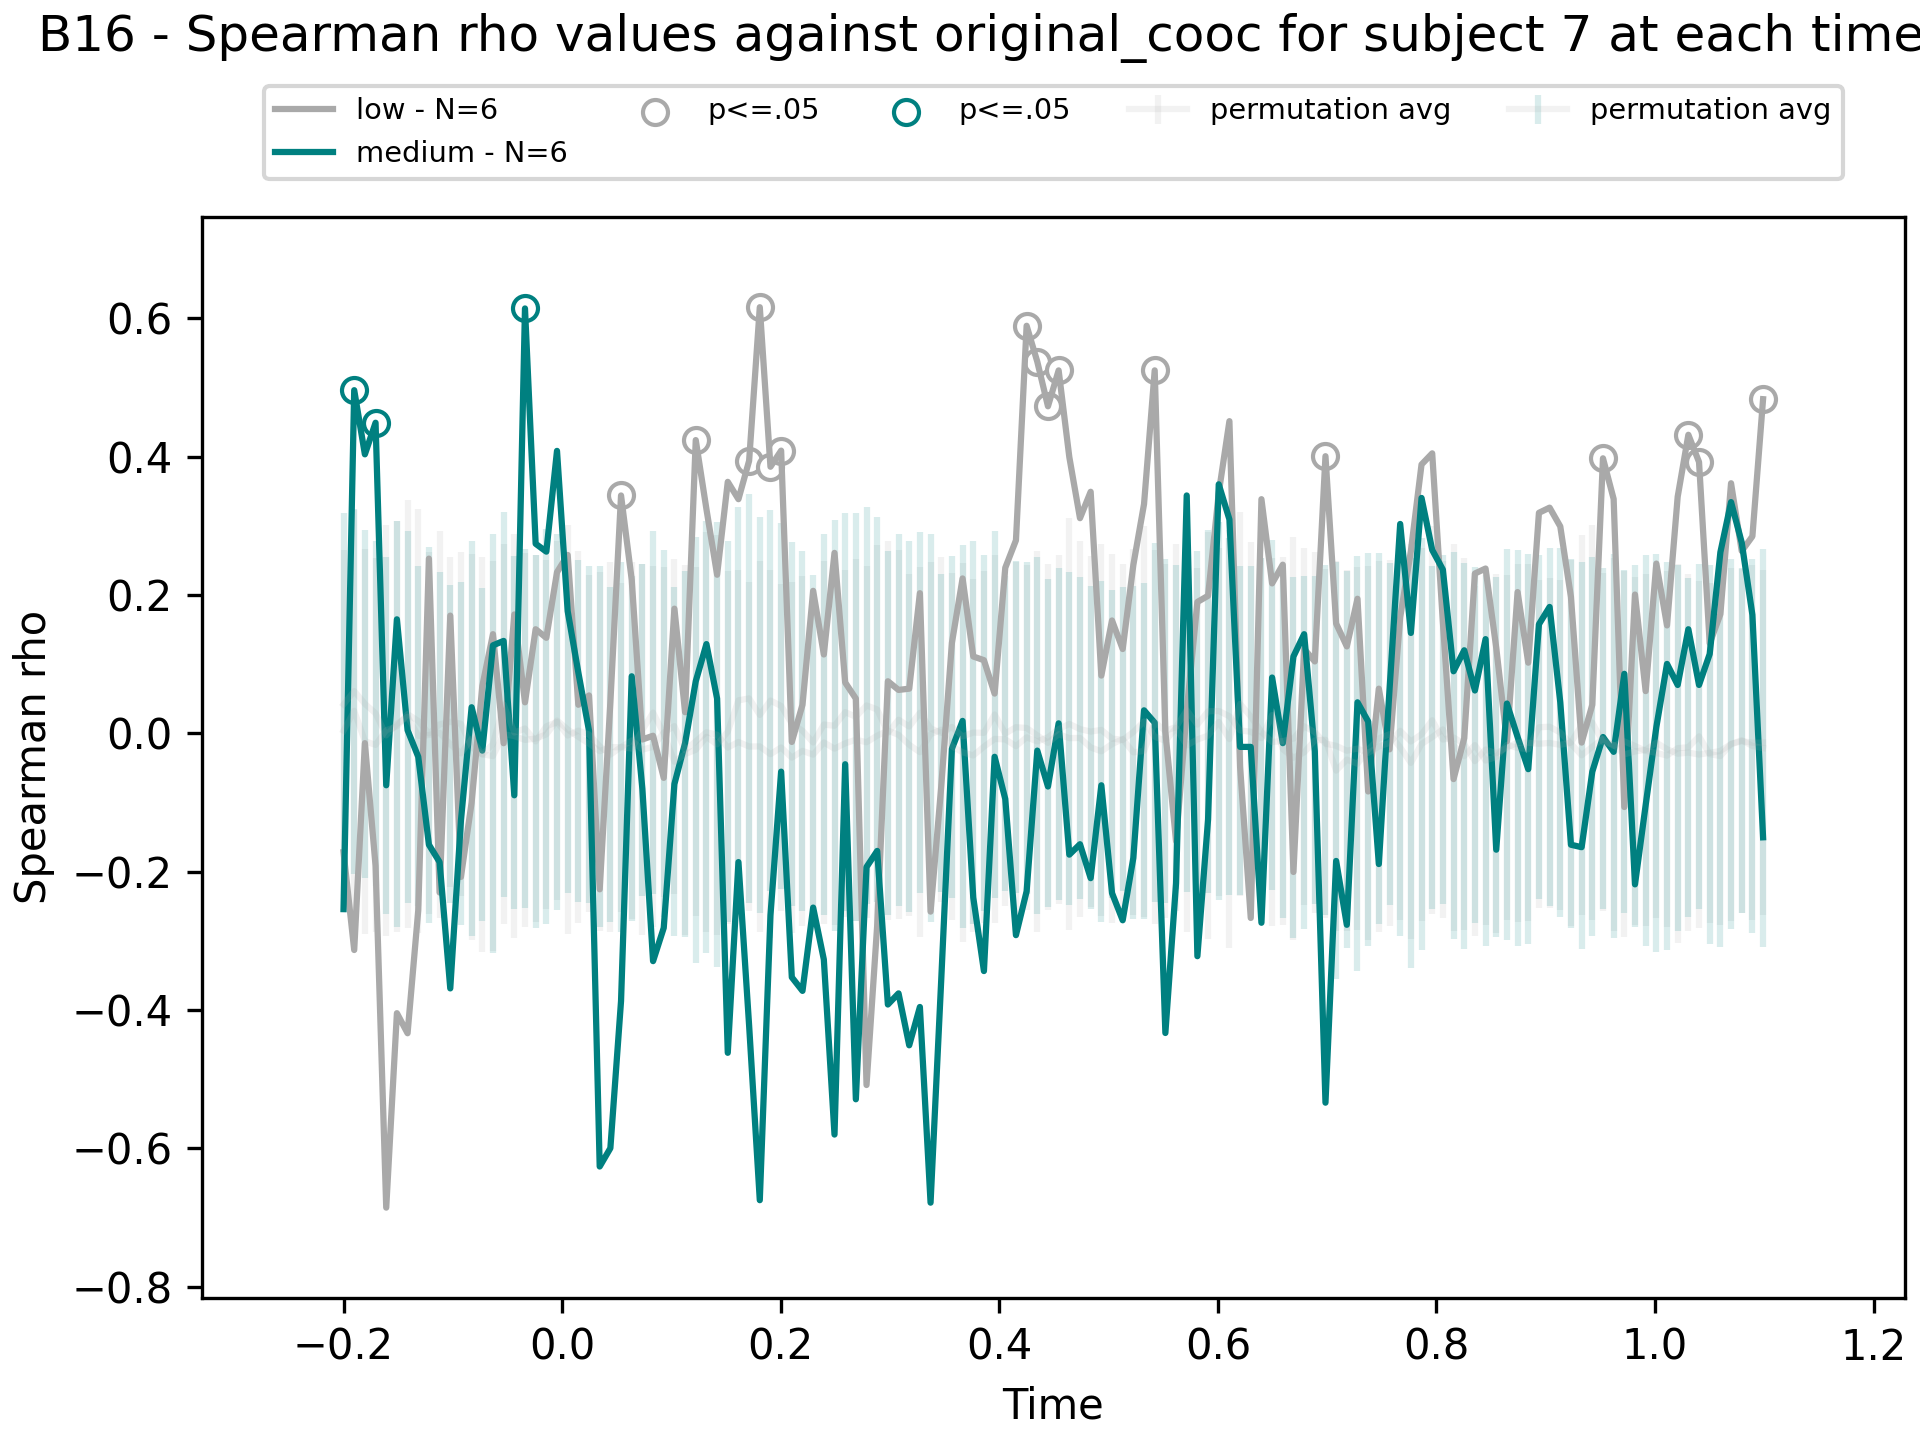 B16 - Spearman rho values against original_cooc for subject 7 at each time
low - N=6
medium - N=6
p<=.05
p<=.05
permutation avg
permutation avg
Spearman rho
0.6
0.4
0.2
0.0
−0.2
−0.4
−0.6
−0.8
−0.2 0.0 0.2 0.4 0.6 0.8 1.0 1.2
Time